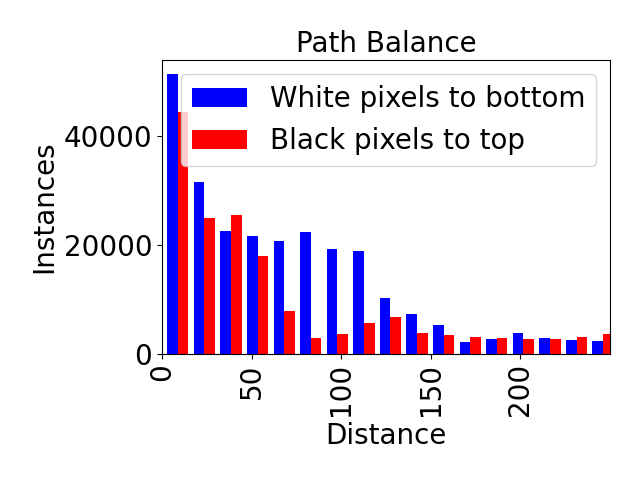 Path Balance
White pixels to bottom
Black pixels to top
Instances
40000
20000
0
0
50
100
150
200
Distance